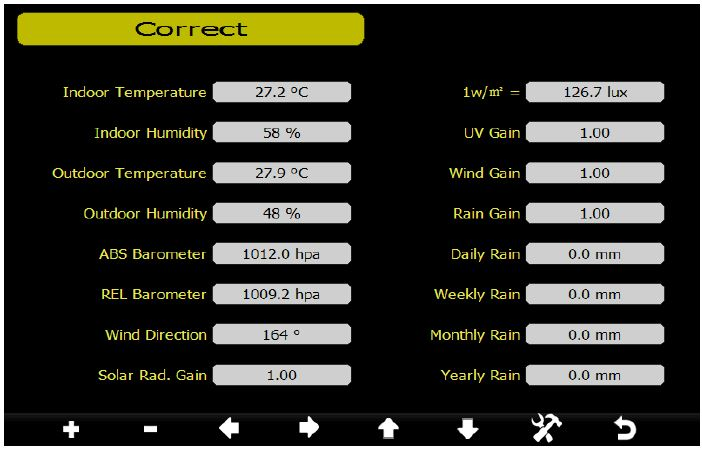 Correct
Indoor Temperature 27.2 ºC
Indoor Humidity 58 %
Outdoor Temperature 27.9 ºC
Outdoor Humidity 48 %
ABS Barometer 1012.0 hpa
REL Barometer 1009.2 hpa
Wind Direction 164 º
Solar Rad. Gain 1.00
1w/㎡ = 126.7 lux
UV Gain 1.00
Wind Gain 1.00
Rain Gain 1.00
Daily Rain 0.0 mm
Weekly Rain 0.0 mm
Monthly Rain 0.0 mm
Yearly Rain 0.0 mm